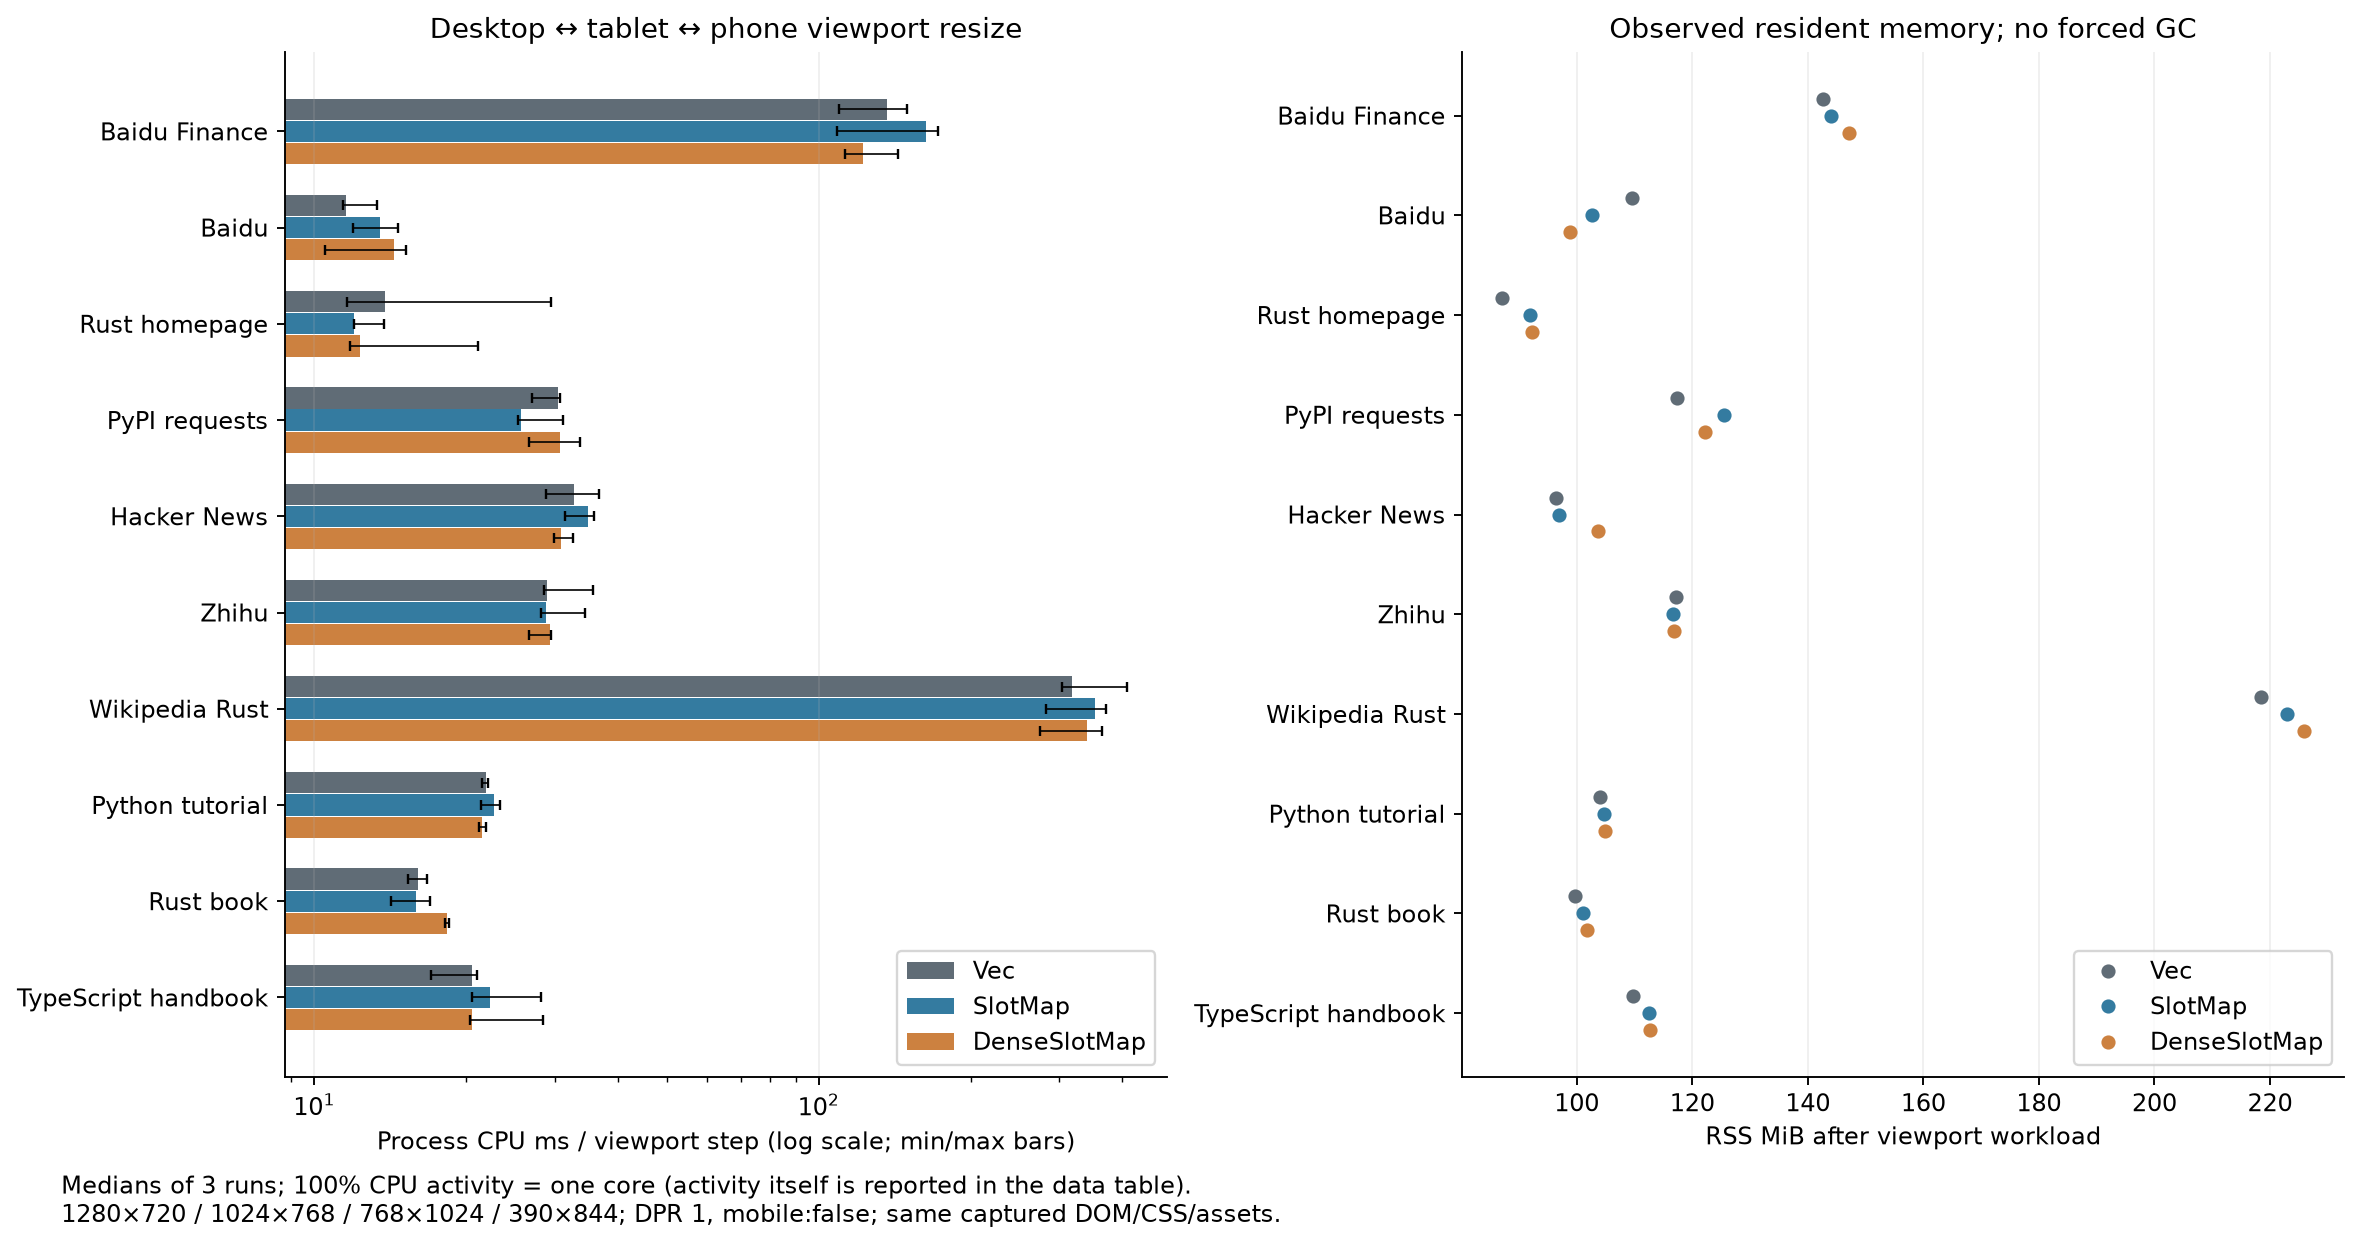 Desktop ↔ tablet ↔ phone viewport resize
Baidu Finance
Baidu
Rust homepage
PyPI requests
Hacker News
Zhihu
Wikipedia Rust
Python tutorial
Rust book
TypeScript handbook
Vec
SlotMap
DenseSlotMap
10¹
10²
Process CPU ms / viewport step (log scale; min/max bars)
Observed resident memory; no forced GC
Baidu Finance
Baidu
Rust homepage
PyPI requests
Hacker News
Zhihu
Wikipedia Rust
Python tutorial
Rust book
TypeScript handbook
Vec
SlotMap
DenseSlotMap
100 120 140 160 180 200 220
RSS MiB after viewport workload
Medians of 3 runs; 100% CPU activity = one core (activity itself is reported in the data table).
1280×720 / 1024×768 / 768×1024 / 390×844; DPR 1, mobile:false; same captured DOM/CSS/assets.